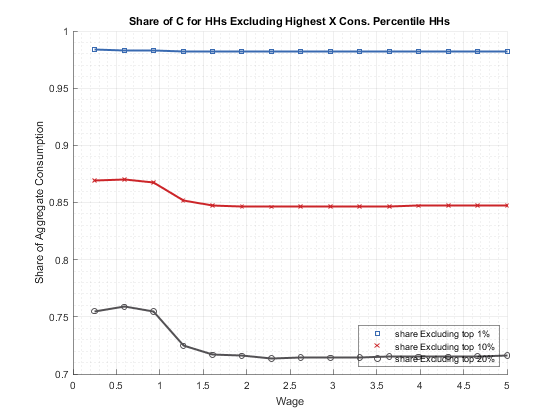 Share of C for HHs Excluding Highest X Cons. Percentile HHs
1
0.95
0.9
0.85
0.8
0.75
0.7
Share of Aggregate Consumption
share Excluding top 1%
share Excluding top 10%
share Excluding top 20%
0 0.5 1 1.5 2 2.5 3 3.5 4 4.5 5
Wage